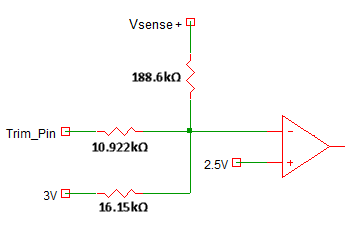 Vsense +
188.6kΩ
Trim_Pin
10.922kΩ
-
2.5V
+
3V
16.15kΩ